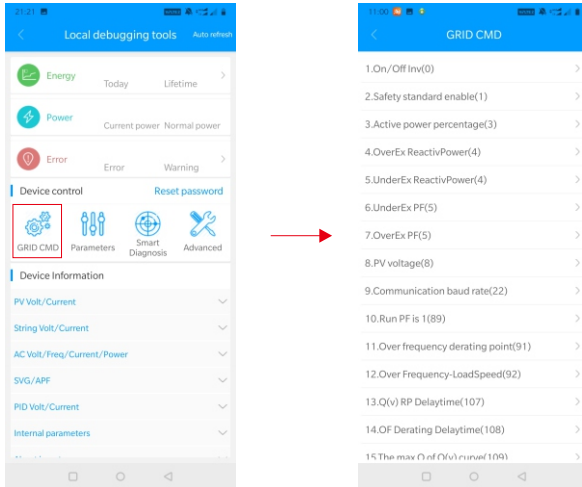 21:21
Local debugging tools
Auto refresh
Energy
Today
Lifetime
Power
Current power
Normal power
Error
Error
Warning
Device control
Reset password
GRID CMD
Parameters
Smart
Diagnosis
Advanced
Device Information
PV Volt/Current
String Volt/Current
AC Volt/Freq/Current/Power
SVG/APF
PID Volt/Current
Internal parameters
11:00
GRID CMD
1.On/Off Inv(0)
2.Safety standard enable(1)
3.Active power percentage(3)
4.OverEx ReactivPower(4)
5.UnderEx ReactivPower(4)
6.UnderEx PF(5)
7.OverEx PF(5)
8.PV voltage(8)
9.Communication baud rate(22)
10.Run PF is 1(89)
11.Over frequency derating point(91)
12.Over Frequency-LoadSpeed(92)
13.Q(v) RP Delaytime(107)
14.OF Derating Delaytime(108)
15.The max Q of Q(v) curve(109)